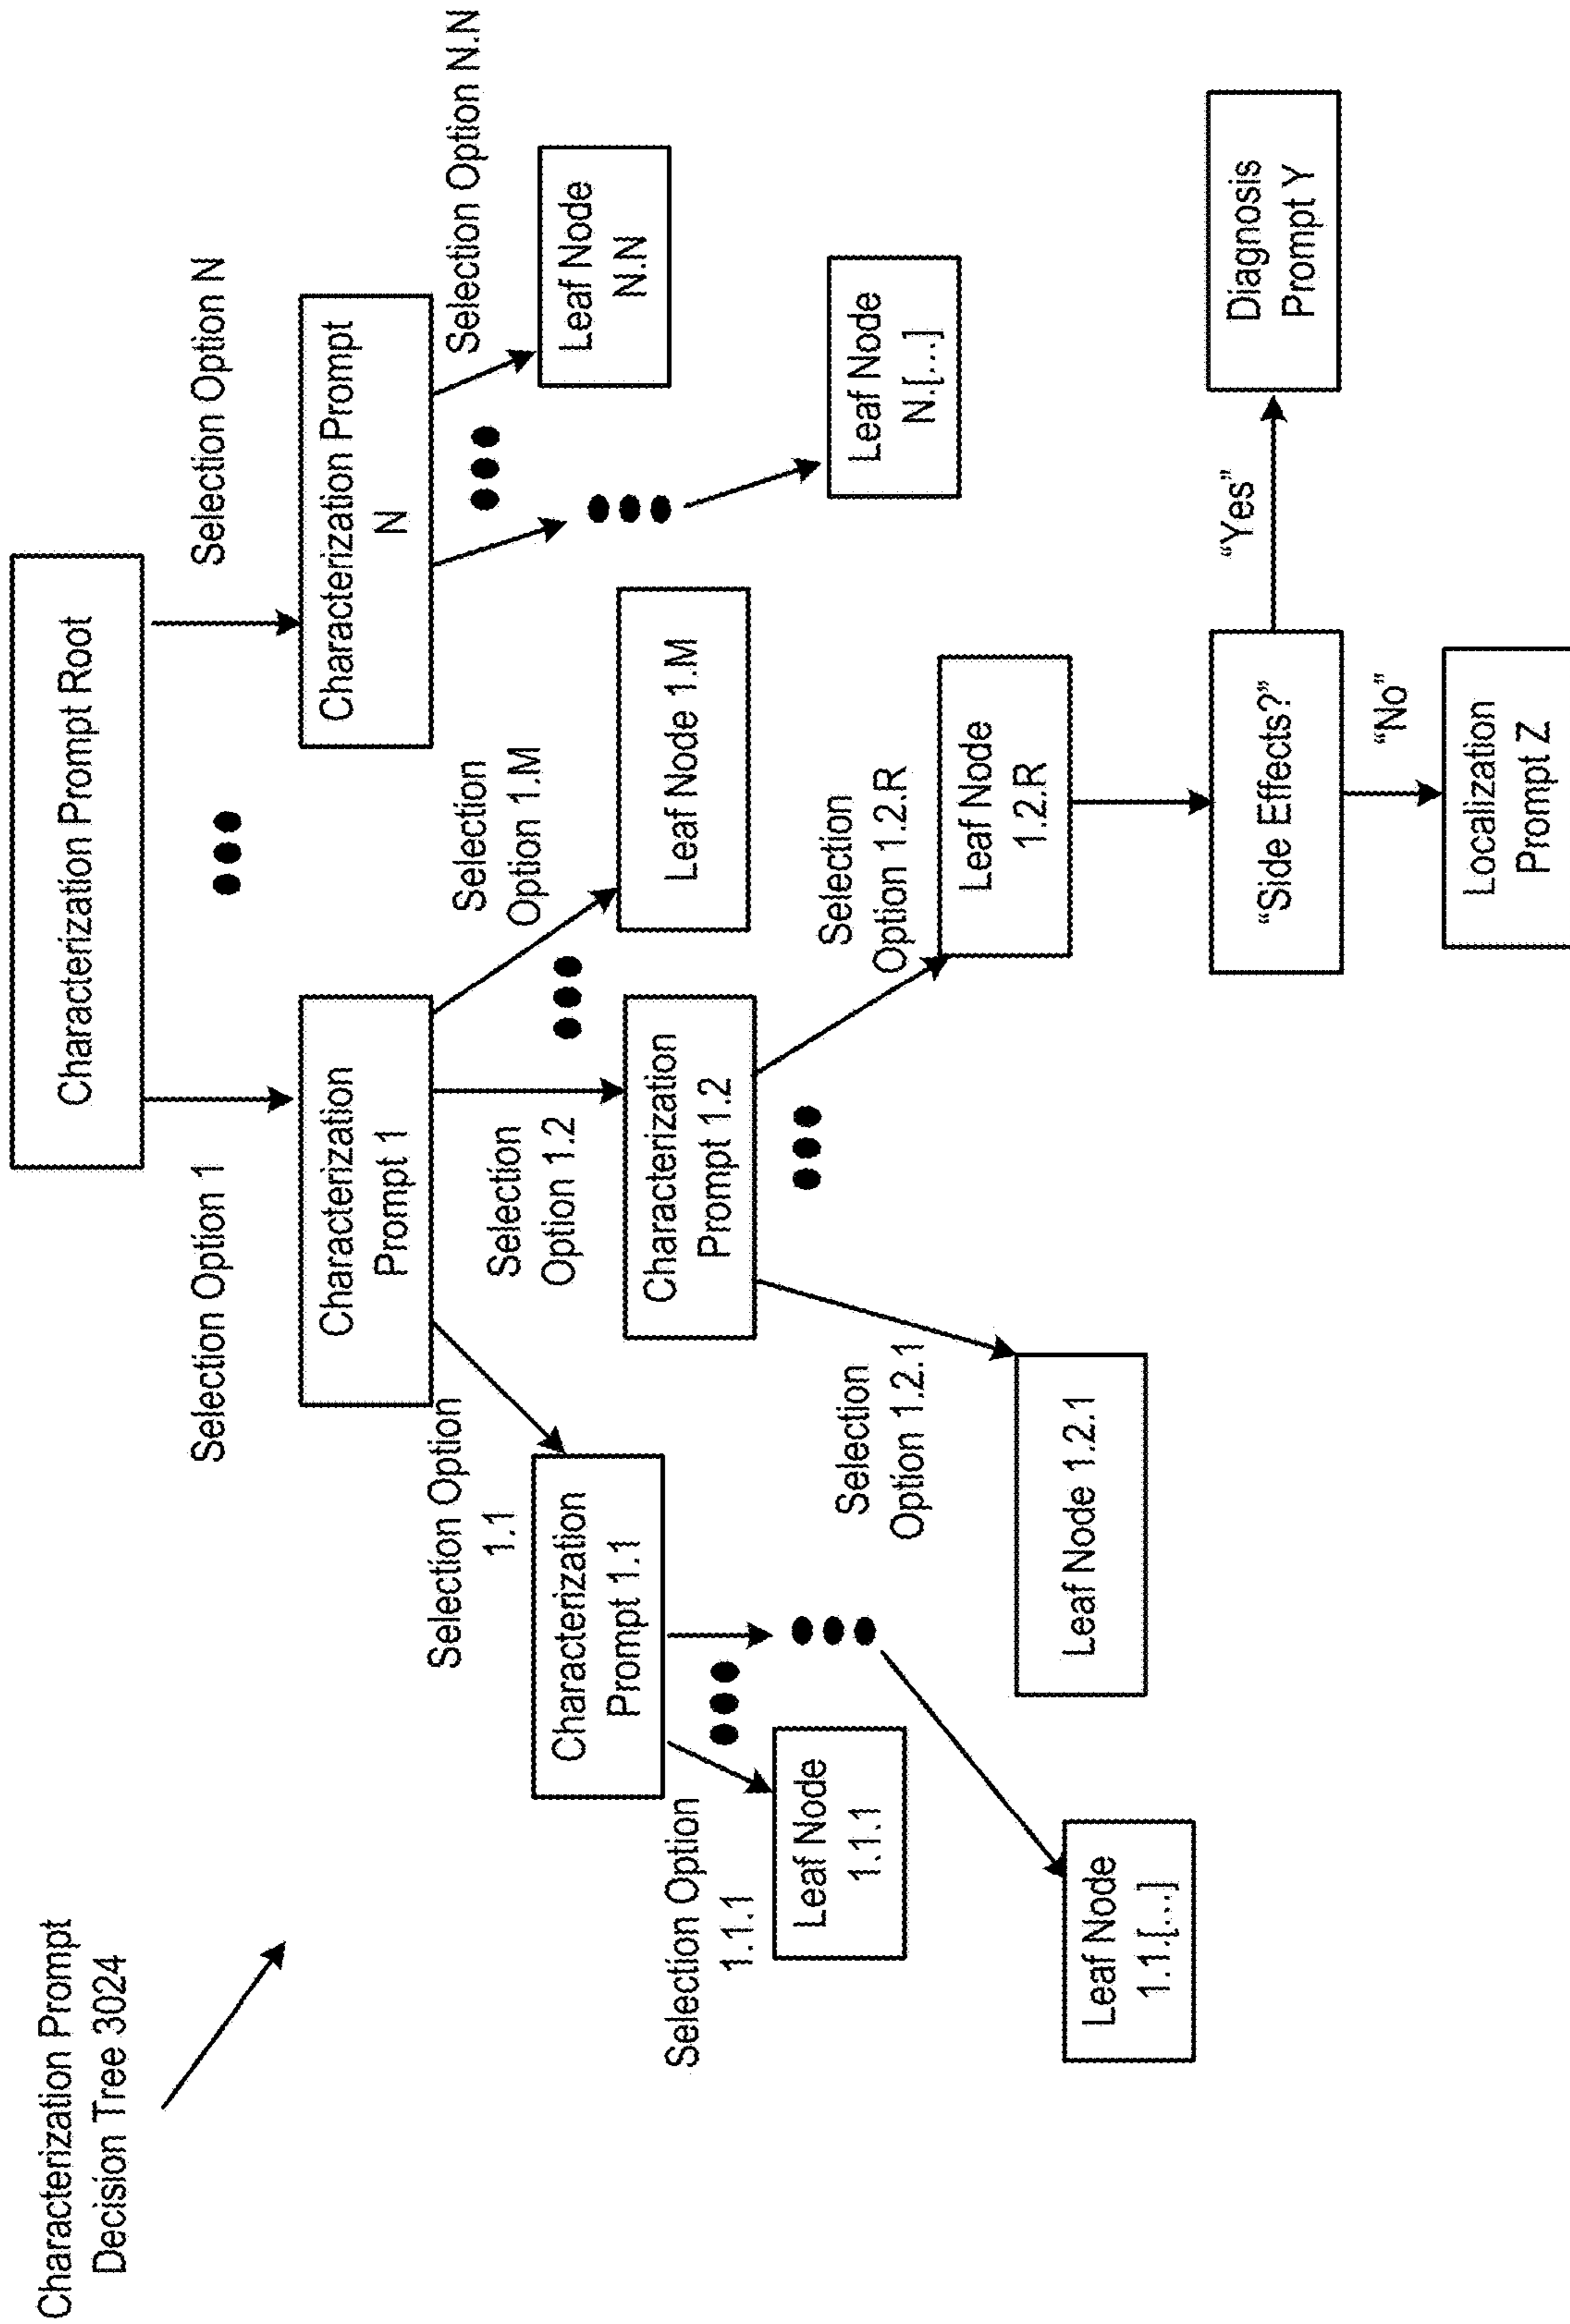 Characterization Prompt
Decision Tree 3024
Characterization Prompt Root
Selection Option 1
Selection Option N
Characterization
Prompt 1
Characterization Prompt
N
Selection Option
1.1
Selection
Option 1.2
Selection
Option 1.M
Selection Option N.N
Characterization
Prompt 1.1
Characterization
Prompt 1.2
Leaf Node 1.M
Leaf Node
N.N
Selection Option
1.1.1
Leaf Node
1.1.1
Selection
Option 1.2.1
Selection
Option 1.2.R
Leaf Node
N.[...]
Leaf Node
1.1.[...]
Leaf Node 1.2.1
Leaf Node
1.2.R
“Side Effects?”
“Yes”
Diagnosis
Prompt Y
“No”
Localization
Prompt Z